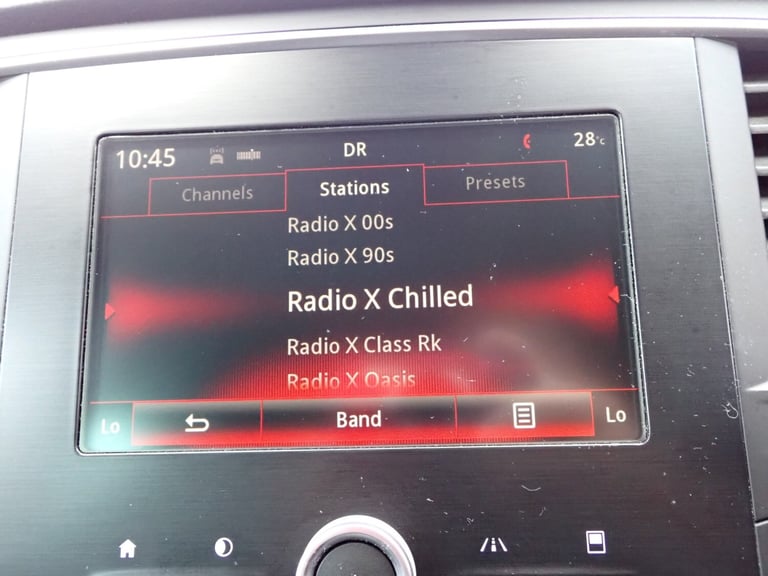 10:45 DR 28°C
Channels Stations Presets
Radio X 00s
Radio X 90s
Radio X Chilled
Radio X Class Rk
Radio X Oasis
Lo Band Lo